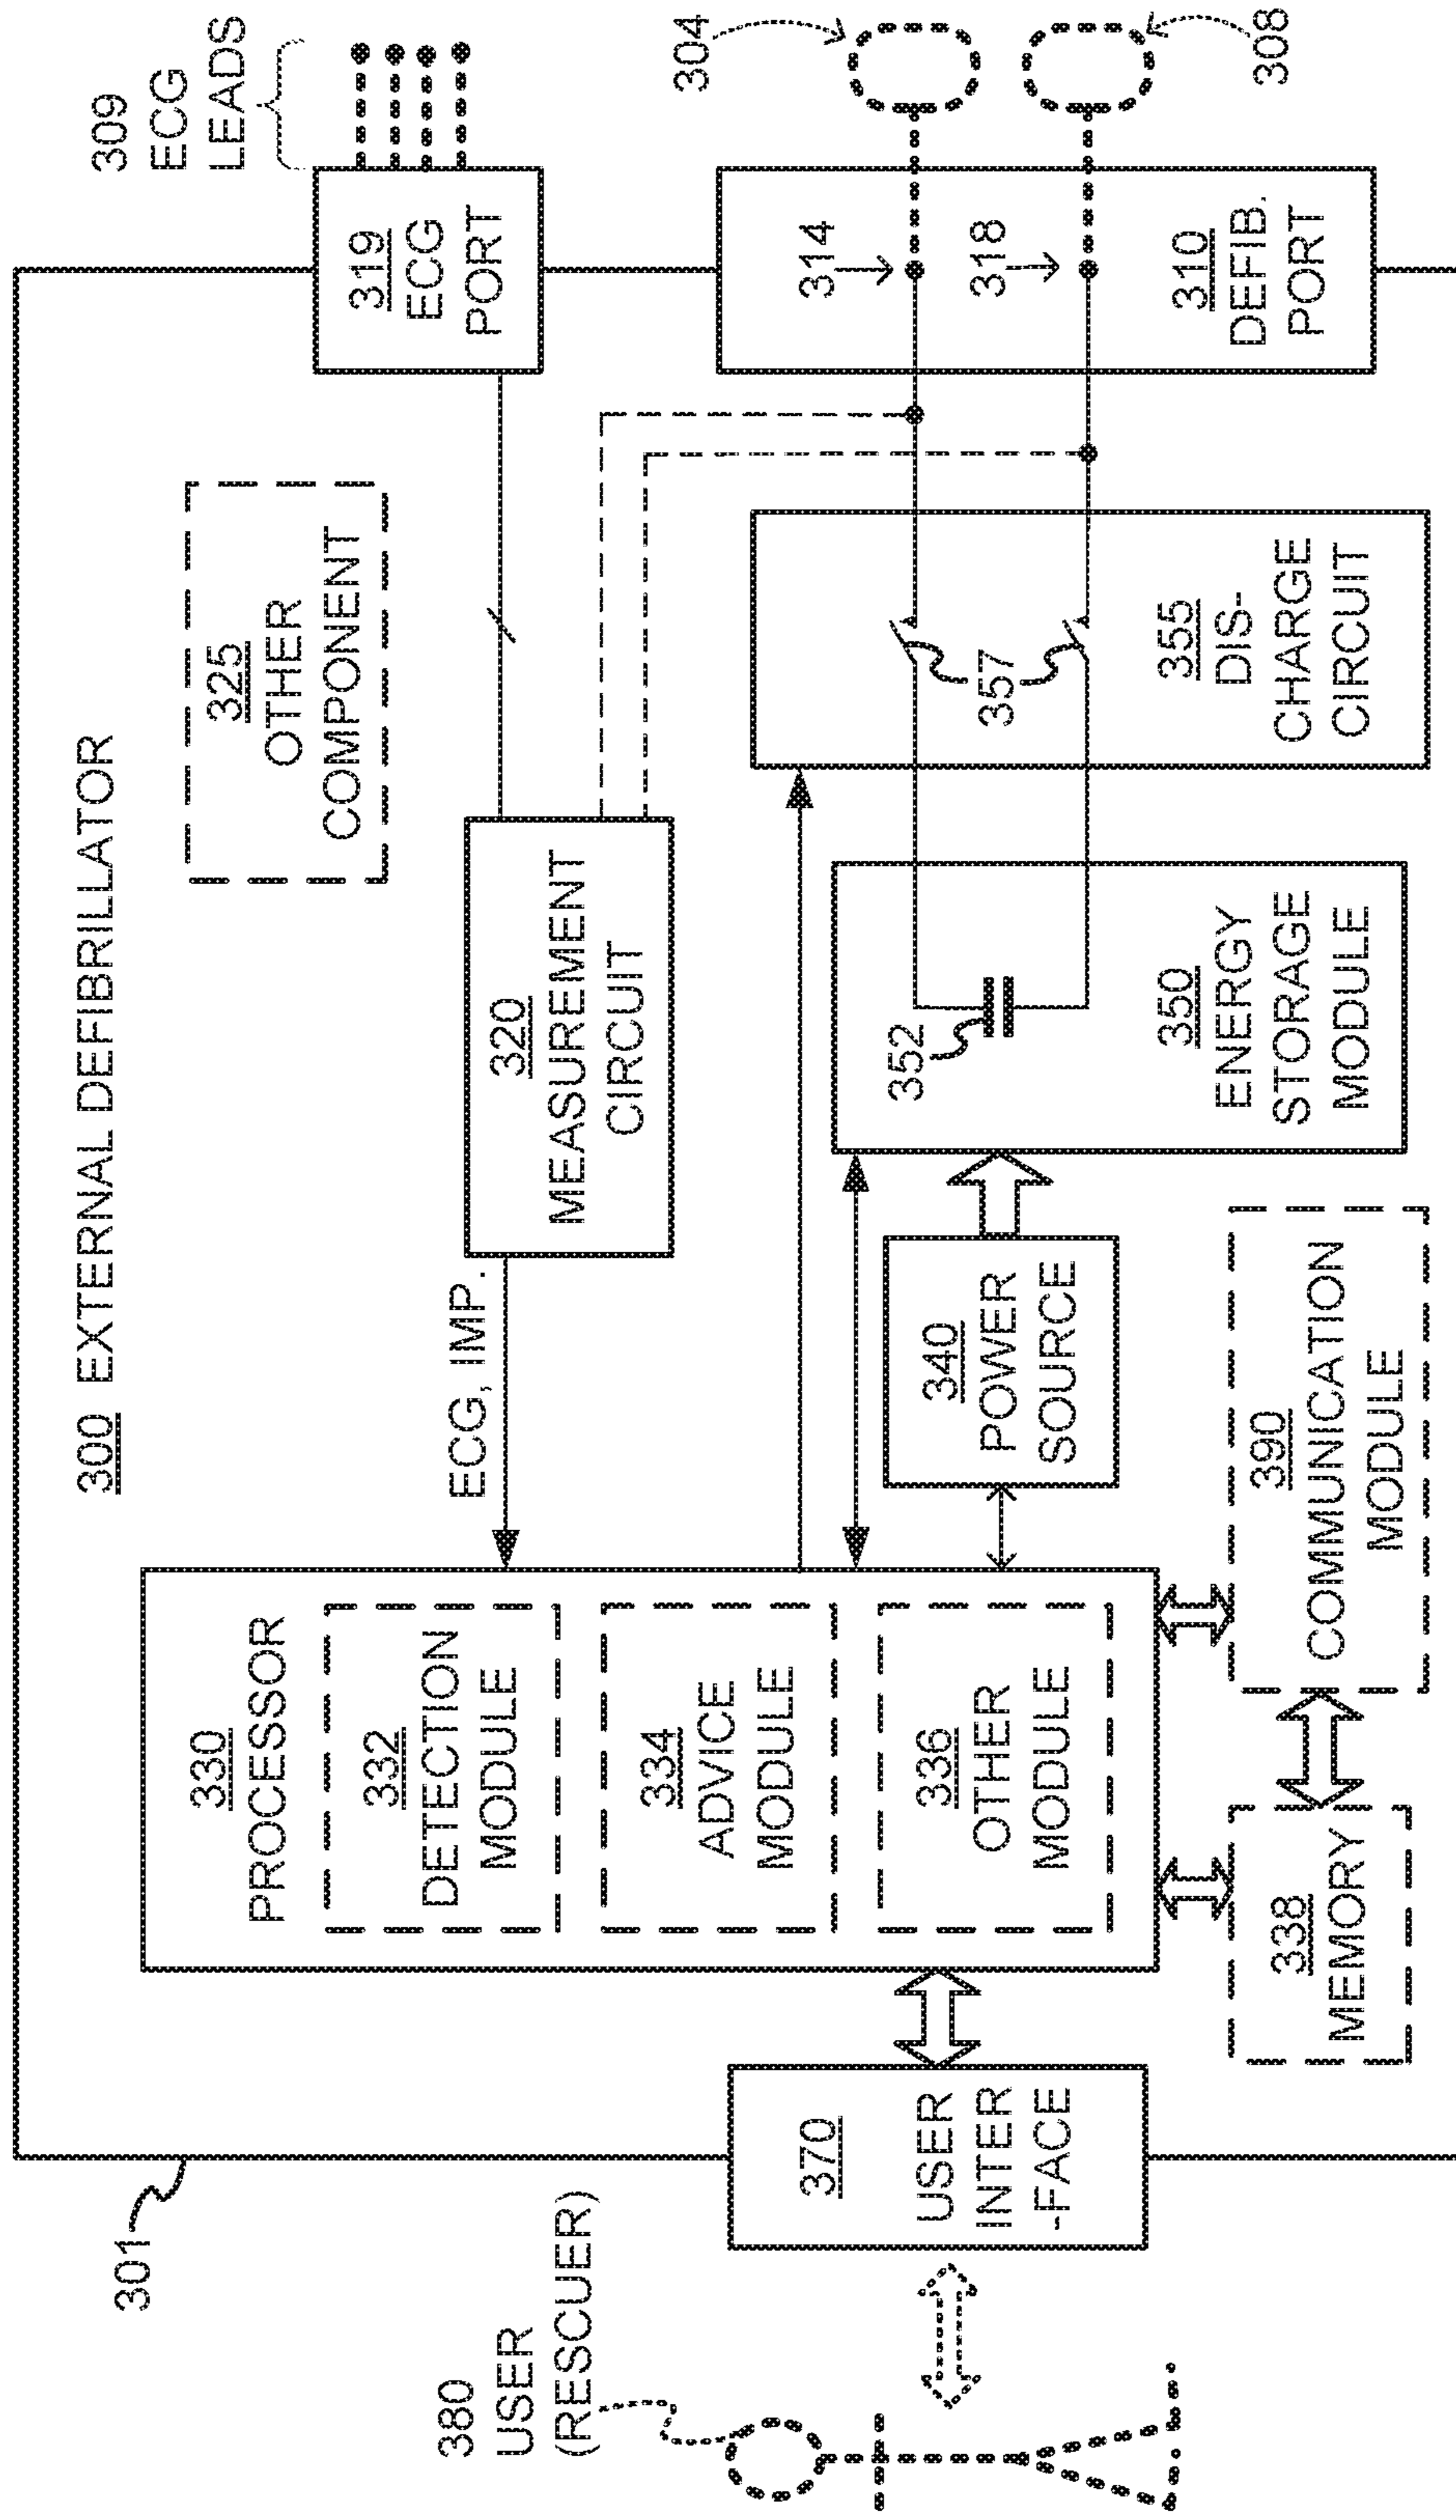 300 EXTERNAL DEFIBRILLATOR
301
380
USER
(RESCUER)
370
USER
INTER
-FACE
330
PROCESSOR
332
DETECTION
MODULE
334
ADVICE
MODULE
336
OTHER
MODULE
338
MEMORY
390
COMMUNICATION
MODULE
ECG, IMP.
320
MEASUREMENT
CIRCUIT
340
POWER
SOURCE
352
350
ENERGY
STORAGE
MODULE
325
OTHER
COMPONENT
357
355
DIS-
CHARGE
CIRCUIT
319
ECG
PORT
309
ECG
LEADS
314
318
310
DEFIB.
PORT
304
308